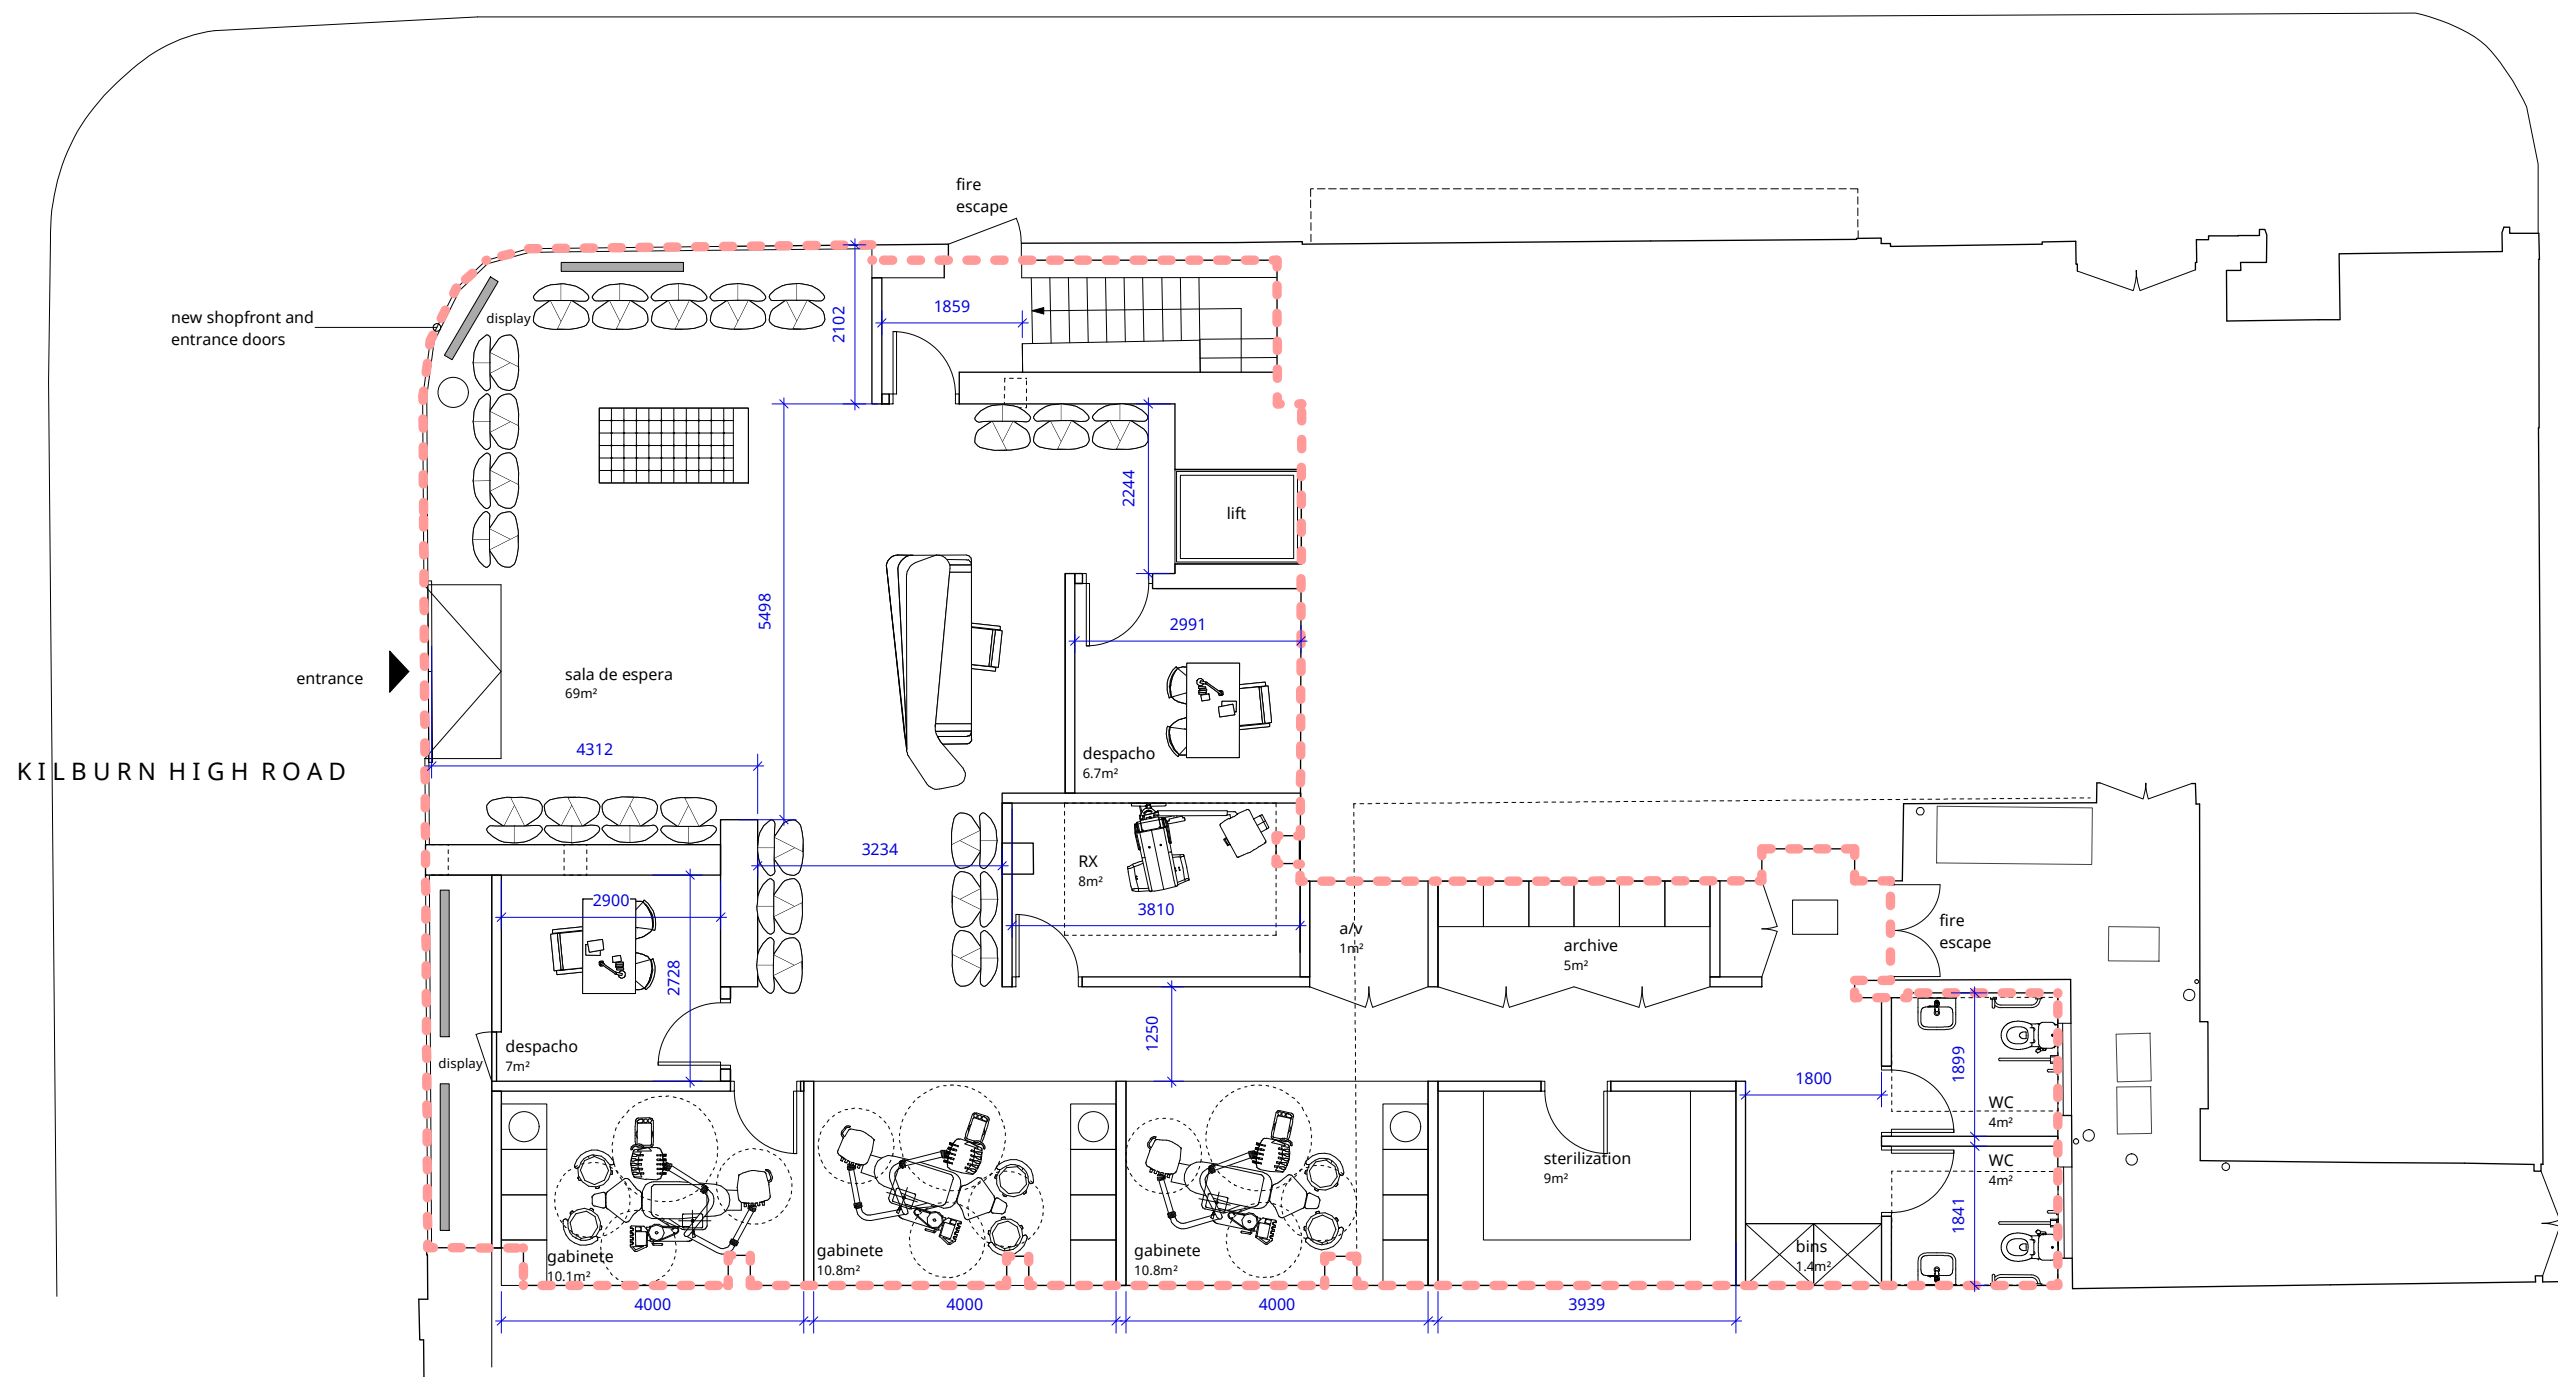 fire
escape
new shopfront and
entrance doors
display
1859
2102
2244
lift
5498
2991
entrance
sala de espera
69m²
4312
despacho
6.7m²
KILBURN HIGH ROAD
3234
RX
8m²
2900
3810
a/v
1m²
archive
5m²
fire
escape
2728
1250
despacho
7m²
display
1800
1899
WC
4m²
WC
4m²
1841
sterilization
9m²
gabinete
10.1m²
gabinete
10.8m²
gabinete
10.8m²
bins
1.4m²
4000
4000
4000
3939